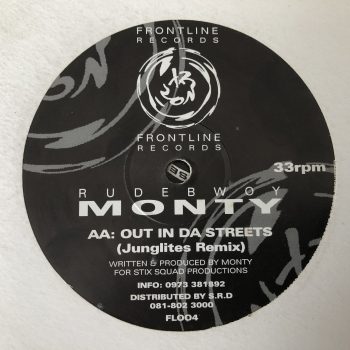 FRONTLINE
RECORDS
FRONTLINE
RECORDS
33rpm
RUDEBWOY
MONTY
AA: OUT IN DA STREETS
(Junglites Remix)
WRITTEN & PRODUCED BY MONTY
FOR STIX SQUAD PRODUCTIONS
INFO: 0973 381892
DISTRIBUTED BY S.R.D
081-802 3000
FLOO4